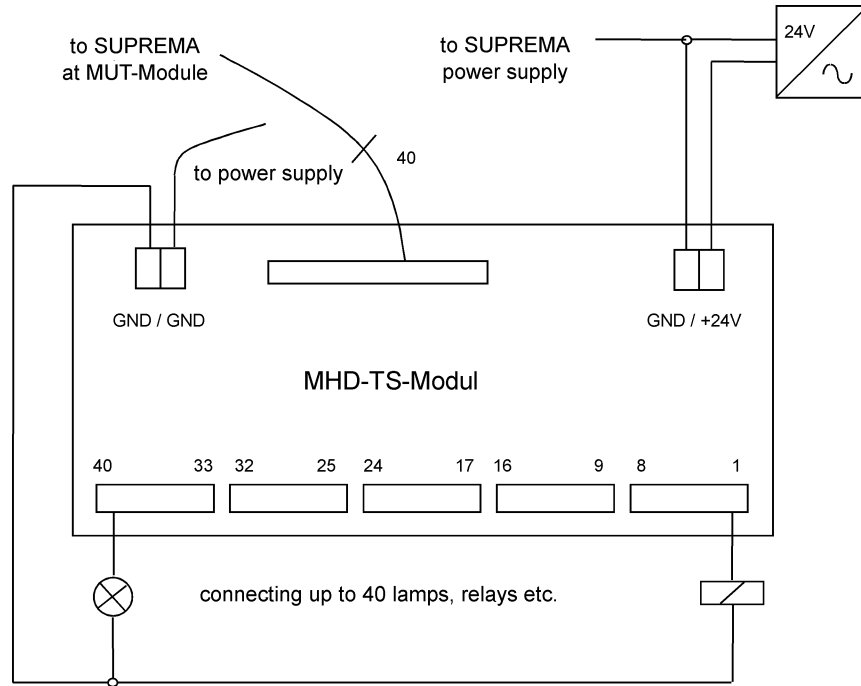 to SUPREMA
at MUT-Module
to SUPREMA
power supply
24V
40
to power supply
GND / GND
GND / +24V
MHD-TS-Modul
40 33 32 25 24 17 16 9 8 1
connecting up to 40 lamps, relays etc.